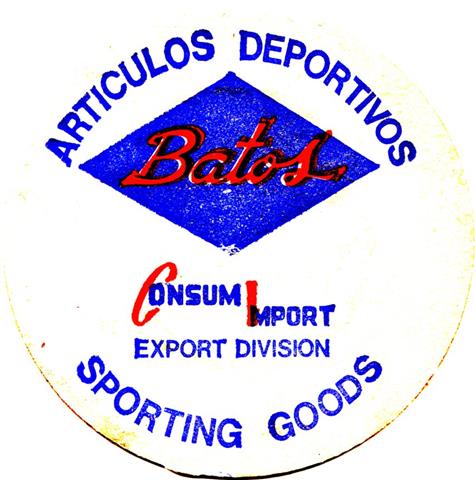 ARTICULOS DEPORTIVOS
Batos
CONSUM IMPORT
EXPORT DIVISION
SPORTING GOODS